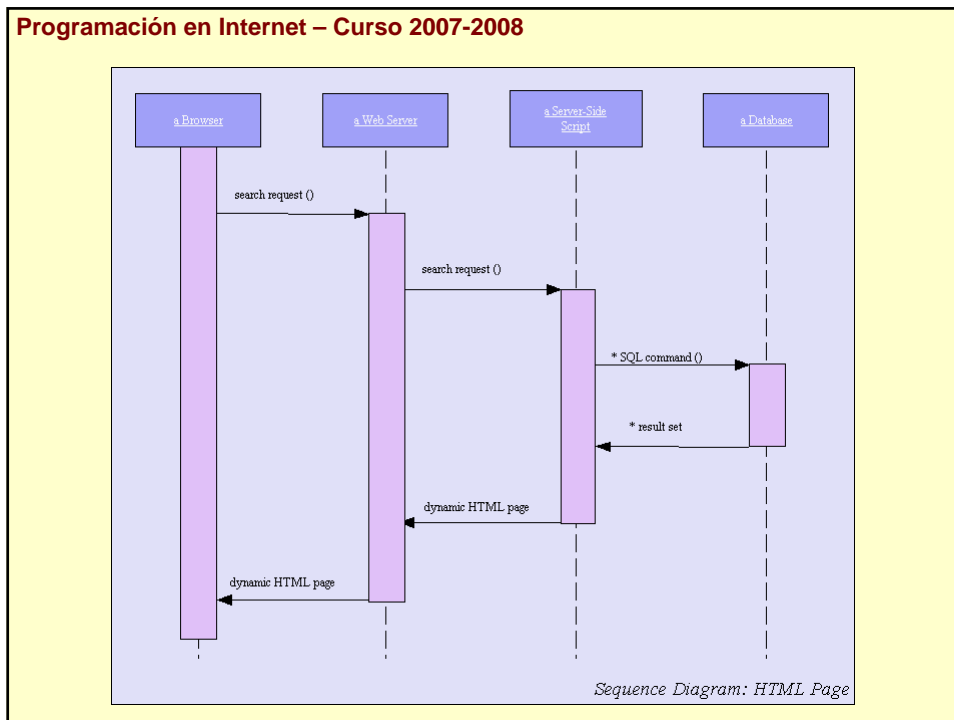 Programación en Internet – Curso 2007-2008
a Browser
a Web Server
a Server-Side
Script
a Database
search request ()
search request ()
* SQL command ()
* result set
dynamic HTML page
dynamic HTML page
Sequence Diagram: HTML Page